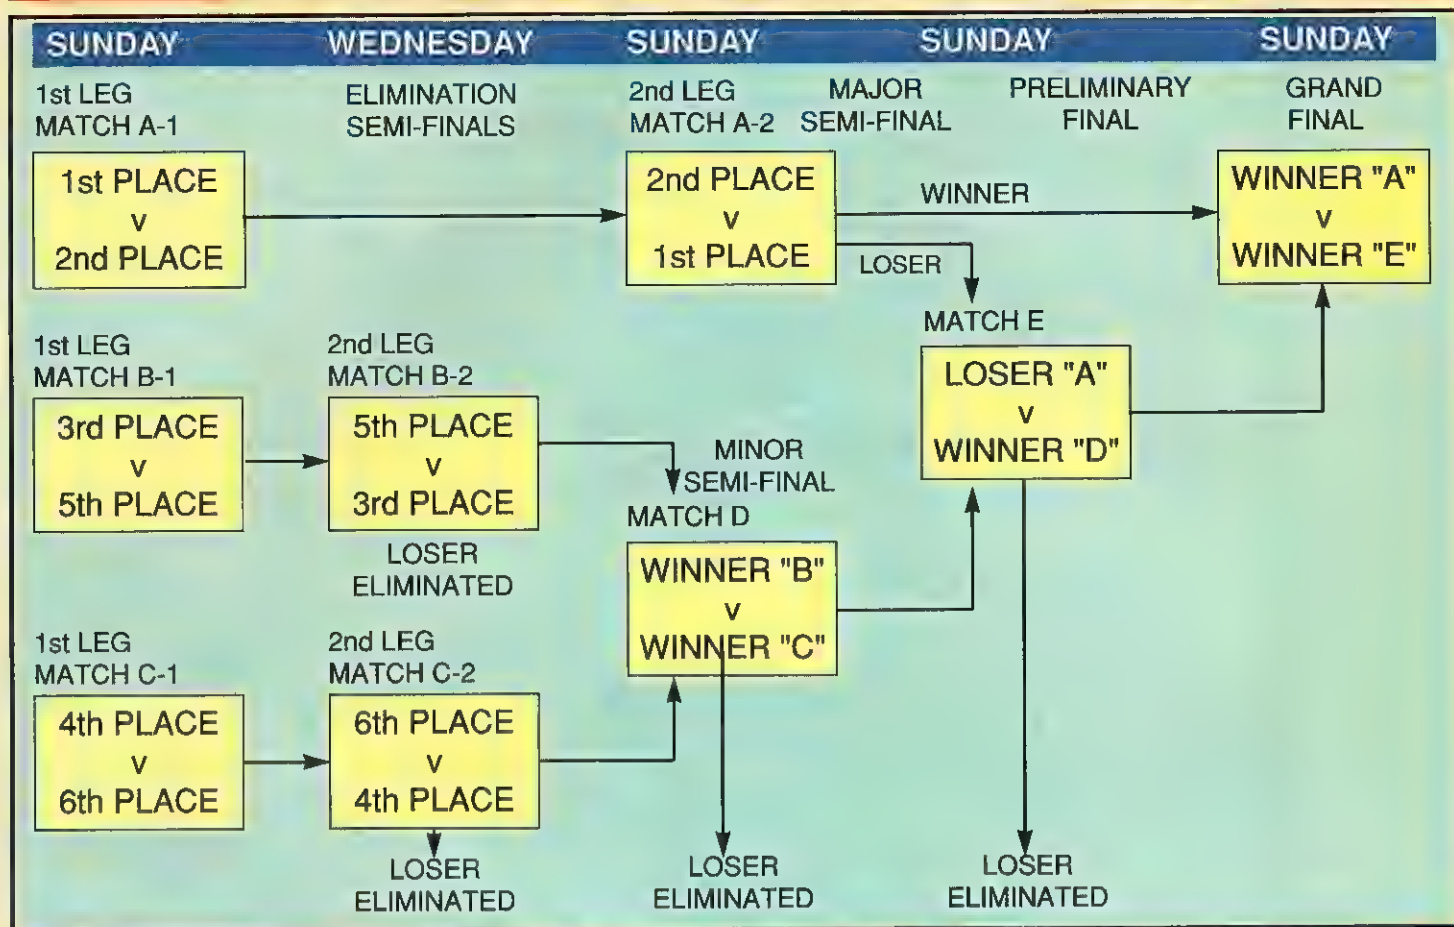 SUNDAY WEDNESDAY SUNDAY SUNDAY SUNDAY
1st LEG
MATCH A-1
ELIMINATION
SEMI-FINALS
2nd LEG
MATCH A-2
MAJOR
SEMI-FINAL
PRELIMINARY
FINAL
GRAND
FINAL
1st PLACE
v
2nd PLACE
2nd PLACE
v
1st PLACE
WINNER
LOSER
WINNER "A"
v
WINNER "E"
1st LEG
MATCH B-1
2nd LEG
MATCH B-2
MATCH E
3rd PLACE
v
5th PLACE
5th PLACE
v
3rd PLACE
LOSER
ELIMINATED
LOSER "A"
v
WINNER "D"
MINOR
SEMI-FINAL
MATCH D
WINNER "B"
v
WINNER "C"
1st LEG
MATCH C-1
2nd LEG
MATCH C-2
4th PLACE
v
6th PLACE
6th PLACE
v
4th PLACE
LOSER
ELIMINATED
LOSER
ELIMINATED
LOSER
ELIMINATED